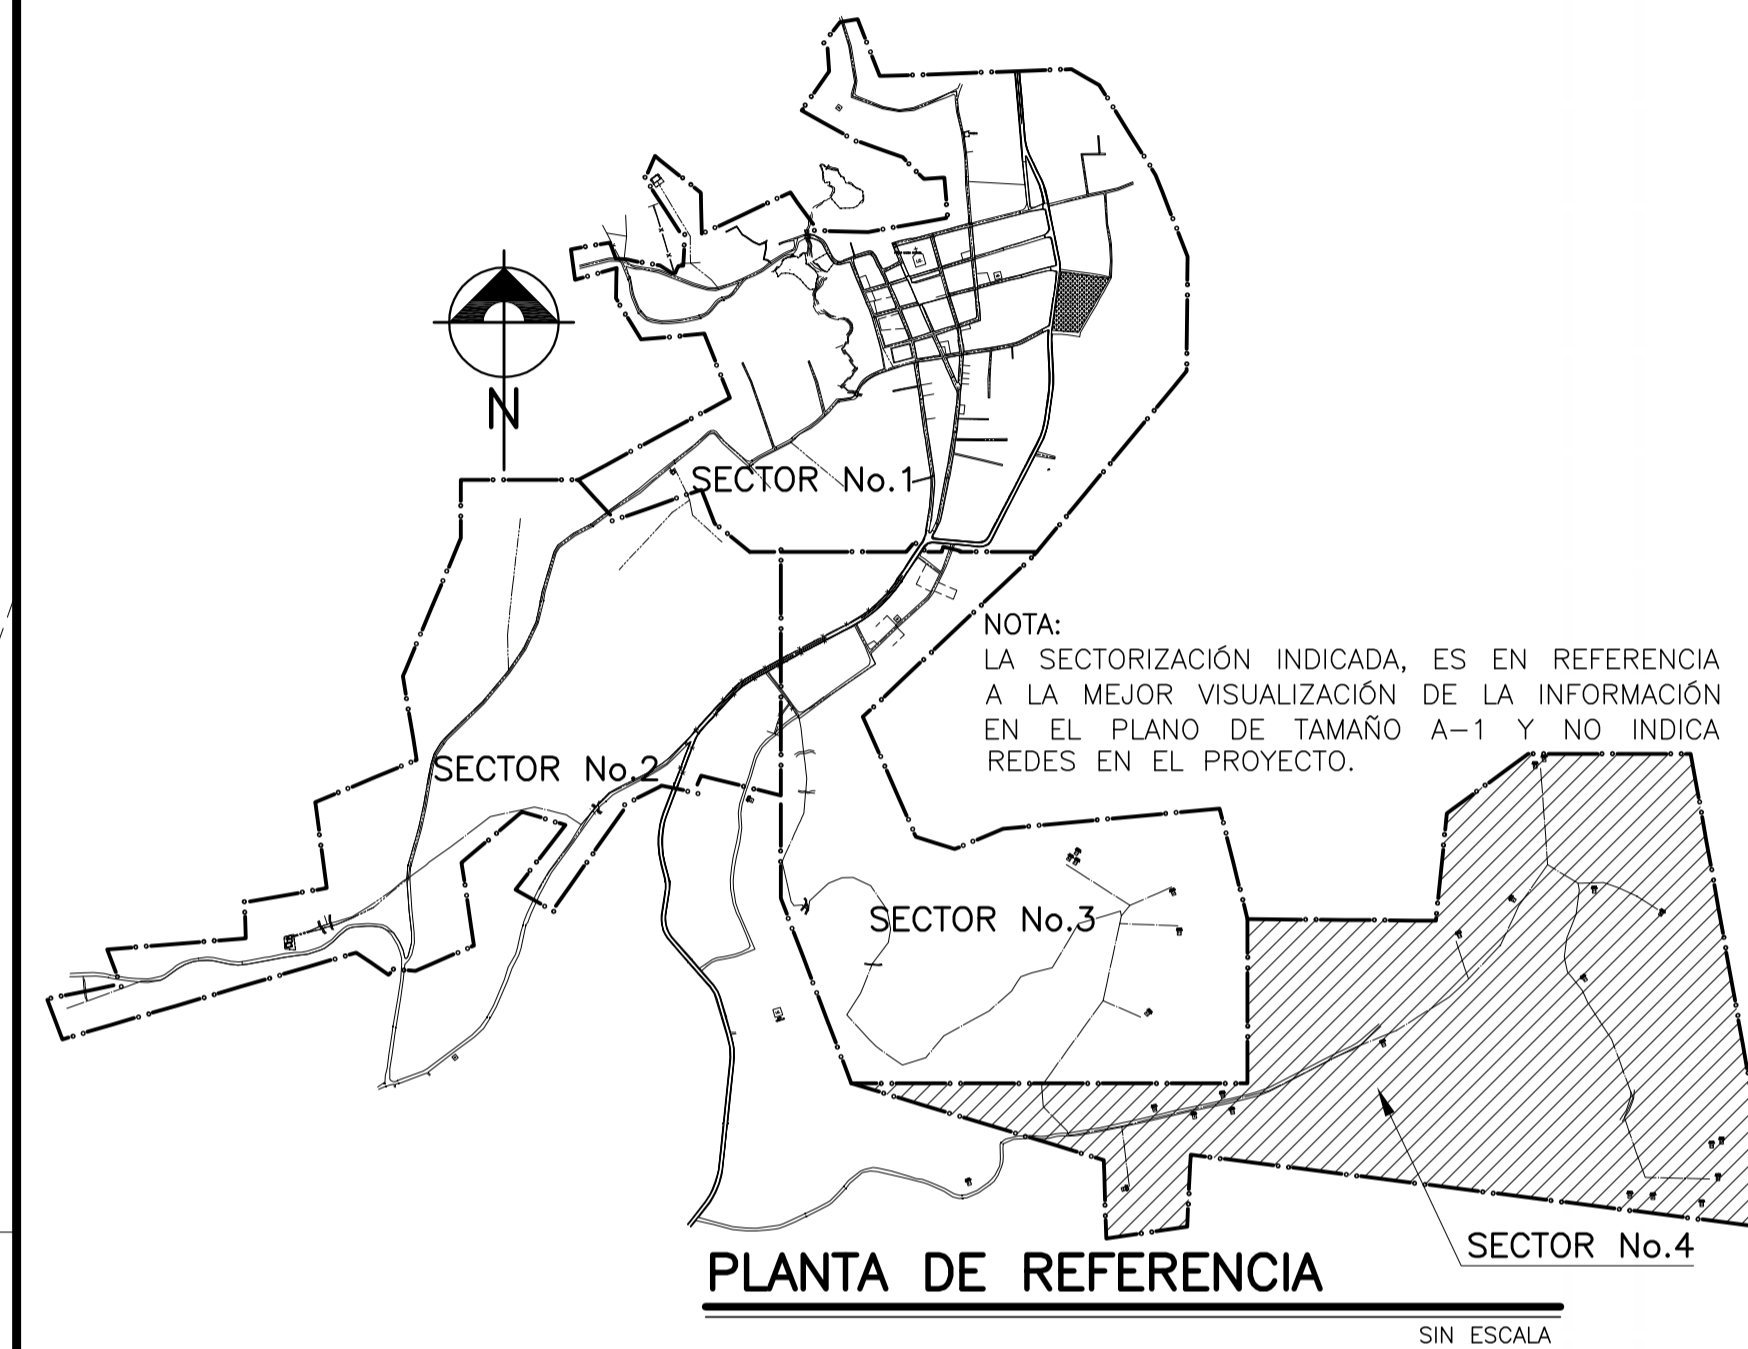 N
SECTOR No.1
NOTA:
LA SECTORIZACIÓN INDICADA, ES EN REFERENCIA
A LA MEJOR VISUALIZACIÓN DE LA INFORMACIÓN
EN EL PLANO DE TAMAÑO A-1 Y NO INDICA
REDES EN EL PROYECTO.
SECTOR No.2
SECTOR No.3
SECTOR No.4
PLANTA DE REFERENCIA
SIN ESCALA